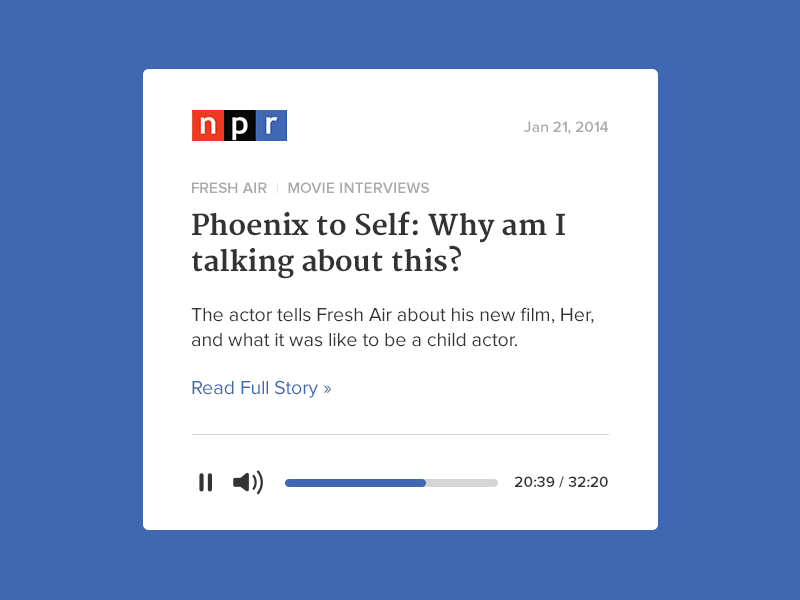 npr
Jan 21, 2014
FRESH AIR | MOVIE INTERVIEWS
Phoenix to Self: Why am I
talking about this?
The actor tells Fresh Air about his new film, Her,
and what it was like to be a child actor.
Read Full Story »
20:39 / 32:20